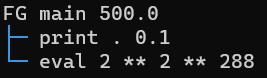 FG main 500.0
├─ print . 0.1
└─ eval 2 ** 2 ** 288